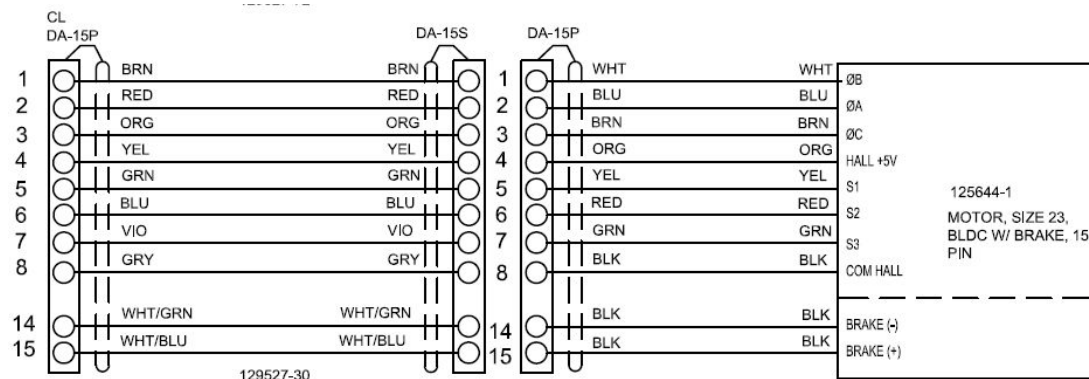 CL
DA-15P DA-15S DA-15P
1 BRN BRN 1 WHT WHT ØB
2 RED RED 2 BLU BLU ØA
3 ORG ORG 3 BRN BRN ØC
4 YEL YEL 4 ORG ORG HALL +5V
5 GRN GRN 5 YEL YEL S1
6 BLU BLU 6 RED RED S2
7 VIO VIO 7 GRN GRN S3
8 GRY GRY 8 BLK BLK COM HALL
125644-1
MOTOR, SIZE 23,
BLDC W/ BRAKE, 15
PIN
14 WHT/GRN WHT/GRN 14 BLK BLK BRAKE (-)
15 WHT/BLU WHT/BLU 15 BLK BLK BRAKE (+)
129527-30